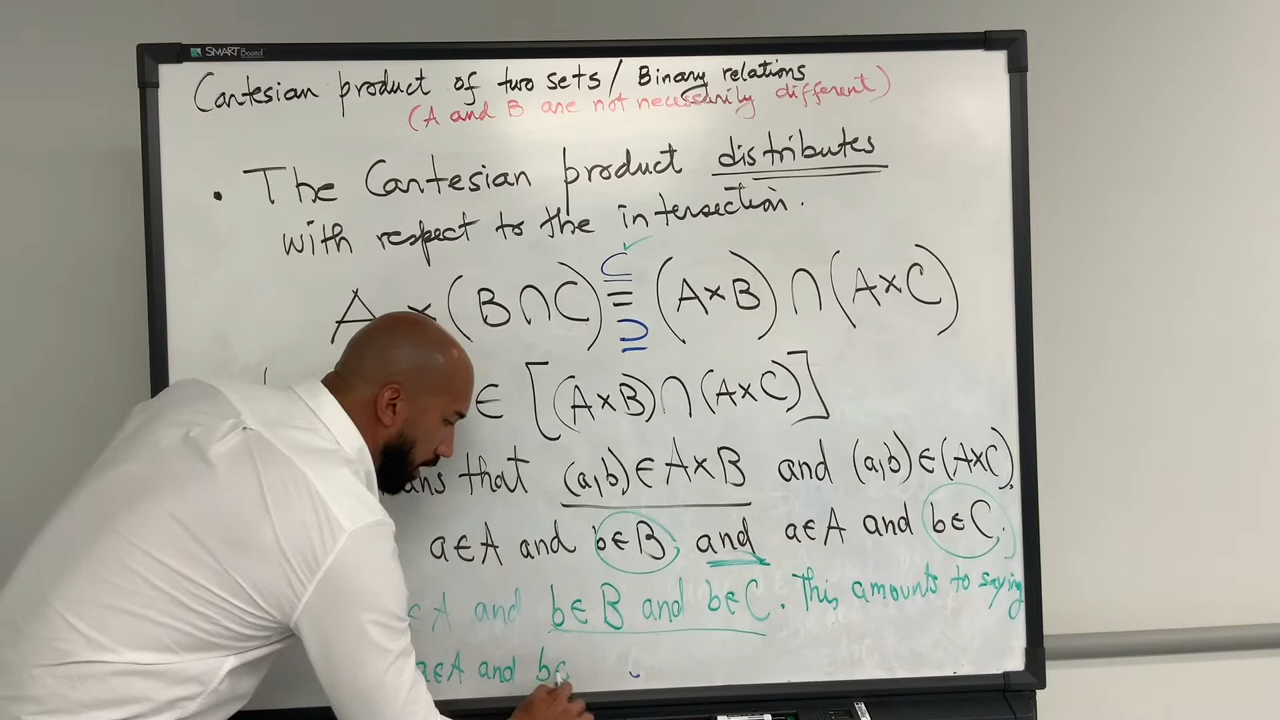 SMART Board
Cartesian product of two sets / Binary relations
(A and B are not necessarily different)
• The Cartesian product distributes
with respect to the intersection.
⊆
A × (B∩C) = (A×B) ∩ (A×C)
⊇
∈ [(A×B)∩(A×C)]
that (a,b)∈A×B and (a,b)∈(A×C).
a∈A and b∈B, and a∈A and b∈C.
∈A and b∈B and b∈C. This amounts to saying
a∈A and b∈